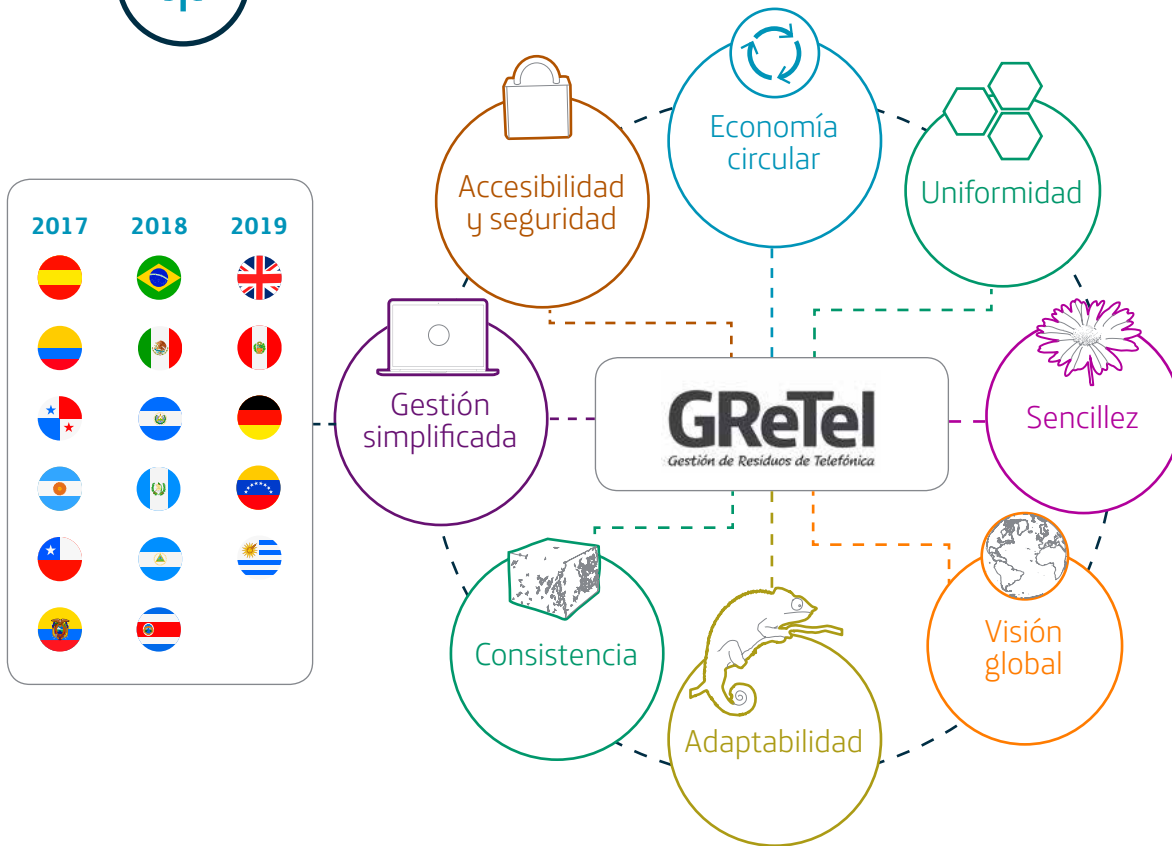 Economía
circular
Accesibilidad
y seguridad
Uniformidad
2017 2018 2019
Gestión
simplificada
GReTel
Gestión de Residuos de Telefónica
Sencillez
Consistencia
Visión
global
Adaptabilidad